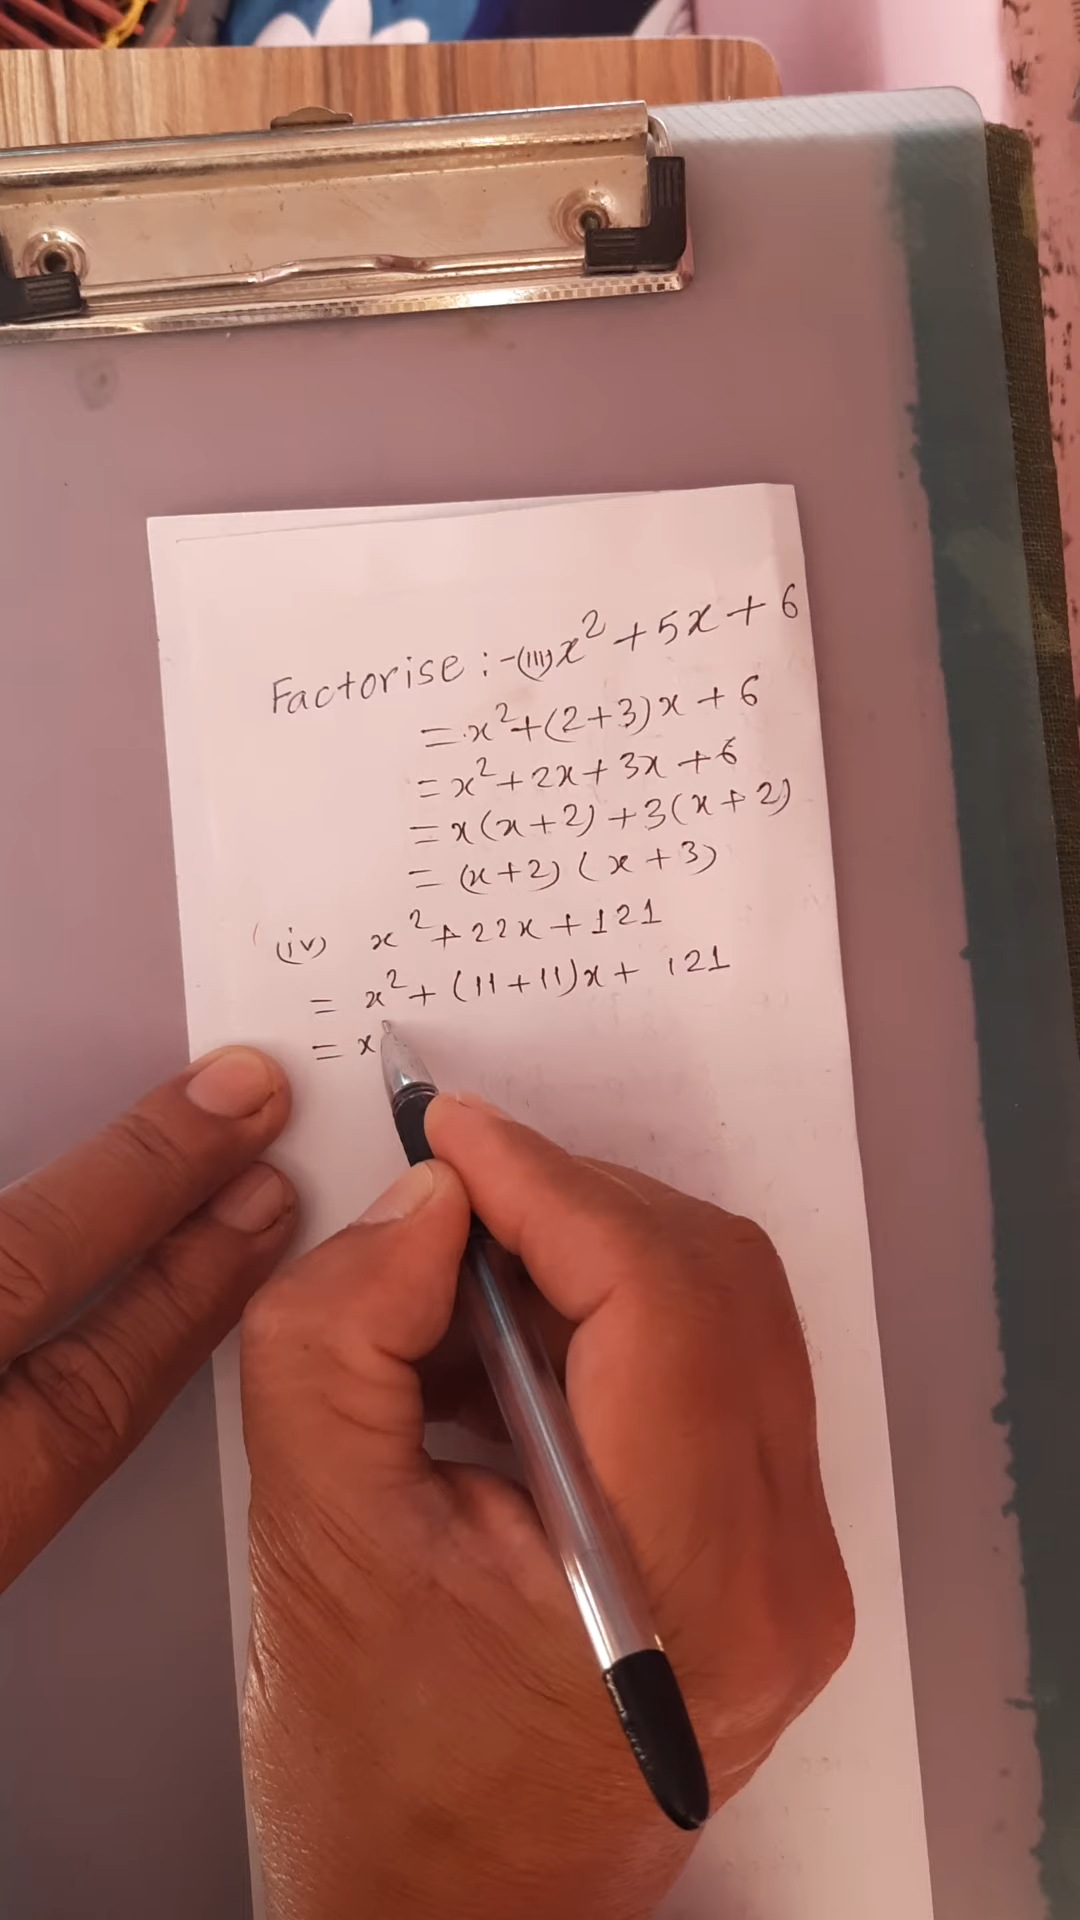 Factorise :- (iii) x² + 5x + 6
= x² + (2+3)x + 6
= x² + 2x + 3x + 6
= x(x+2) + 3(x+2)
= (x+2) (x+3)
(iv) x² + 22x + 121
= x² + (11+11)x + 121
= x